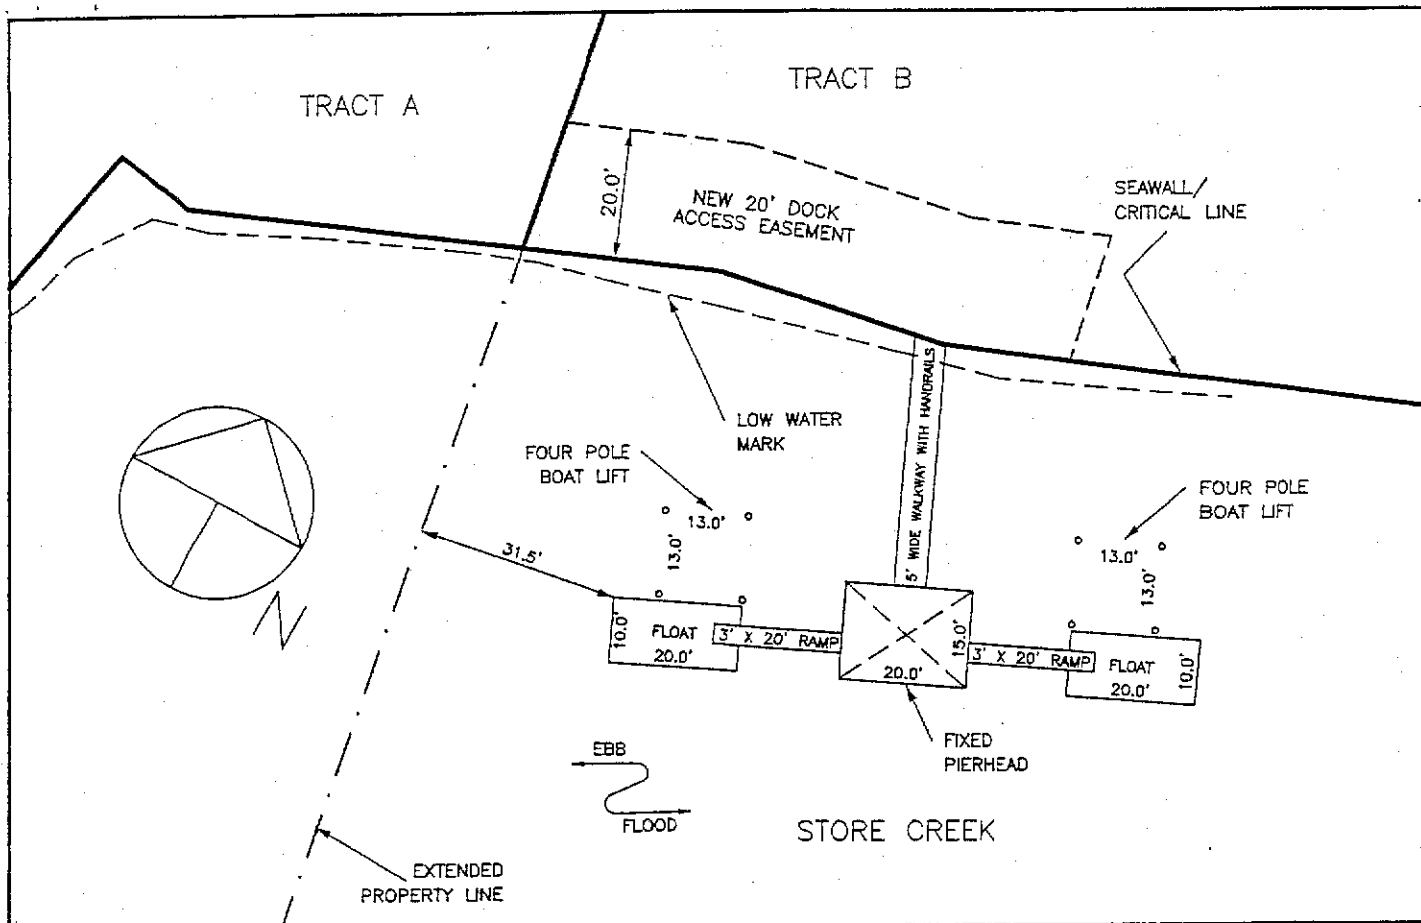 TRACT A
TRACT B
20.0'
NEW 20' DOCK
ACCESS EASEMENT
SEAWALL/
CRITICAL LINE
LOW WATER
MARK
FOUR POLE
BOAT LIFT
13.0'
13.0'
5' WIDE WALKWAY WITH HANDRAILS
FOUR POLE
BOAT LIFT
13.0'
13.0'
31.5'
N
10.0'
FLOAT
20.0'
3' X 20' RAMP
15.0'
20.0'
3' X 20' RAMP
FLOAT
20.0'
10.0'
FIXED
PIERHEAD
EBB
FLOOD
STORE CREEK
EXTENDED
PROPERTY LINE